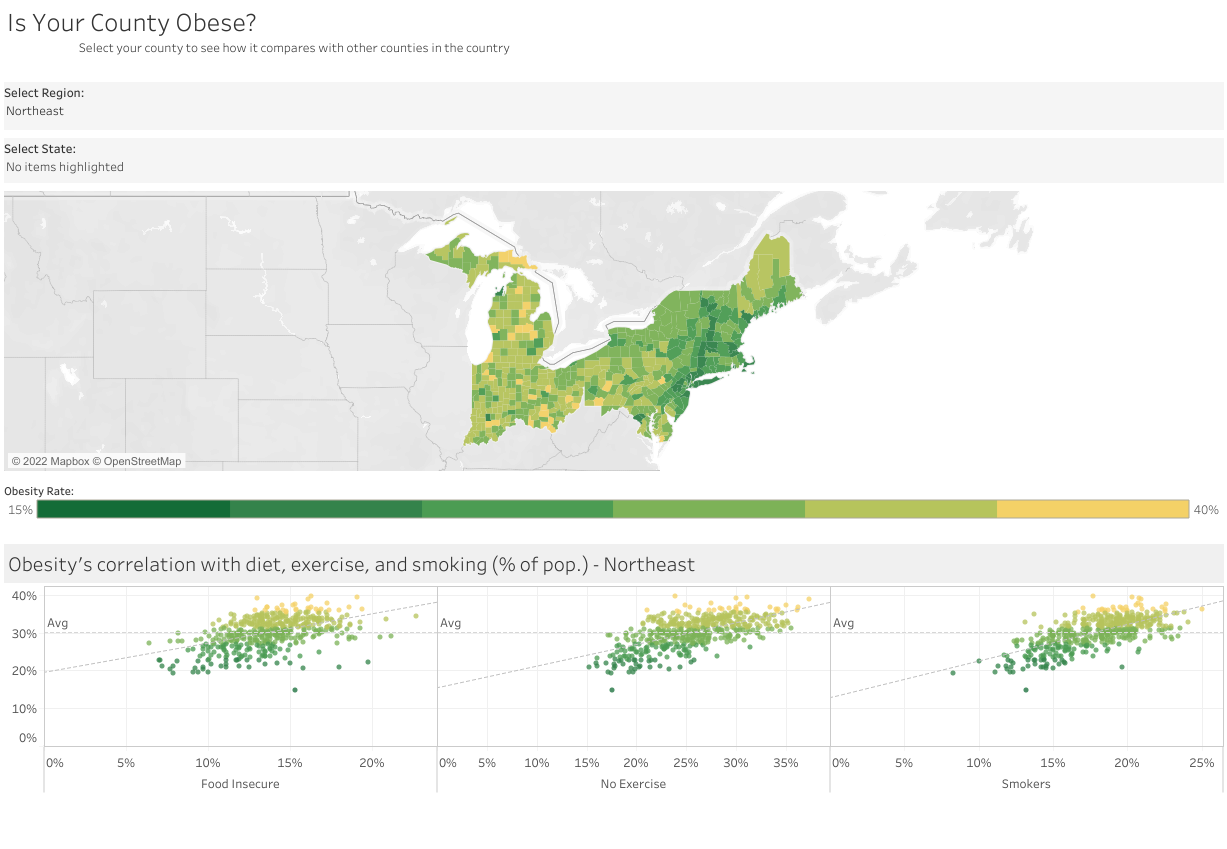 Is Your County Obese?
Select your county to see how it compares with other counties in the country
Select Region:
Northeast
Select State:
No items highlighted
© 2022 Mapbox © OpenStreetMap
Obesity Rate:
15% 40%
Obesity's correlation with diet, exercise, and smoking (% of pop.) - Northeast
40%
Avg Avg Avg
30%
20%
10%
0%
0% 5% 10% 15% 20% 0% 5% 10% 15% 20% 25% 30% 35% 0% 5% 10% 15% 20% 25%
Food Insecure No Exercise Smokers